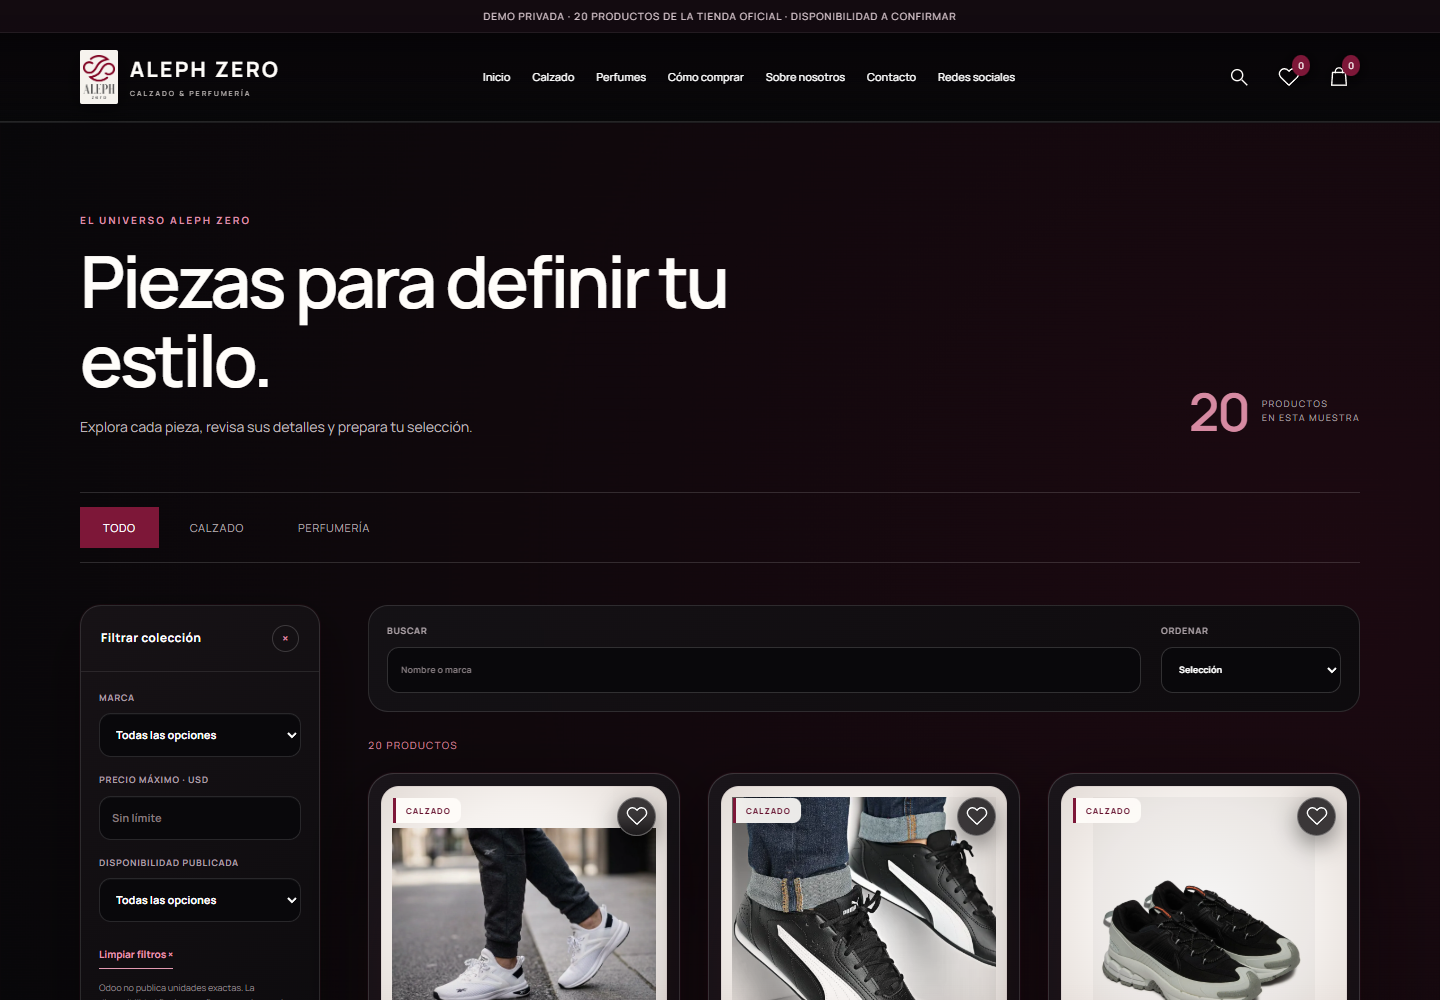 DEMO PRIVADA · 20 PRODUCTOS DE LA TIENDA OFICIAL · DISPONIBILIDAD A CONFIRMAR
ALEPH
zero
ALEPH ZERO
CALZADO & PERFUMERÍA
Inicio
Calzado
Perfumes
Cómo comprar
Sobre nosotros
Contacto
Redes sociales
0
0
EL UNIVERSO ALEPH ZERO
Piezas para definir tu
estilo.
Explora cada pieza, revisa sus detalles y prepara tu selección.
20
PRODUCTOS
EN ESTA MUESTRA
TODO
CALZADO
PERFUMERÍA
Filtrar colección
×
MARCA
Todas las opciones
PRECIO MÁXIMO · USD
Sin límite
DISPONIBILIDAD PUBLICADA
Todas las opciones
Limpiar filtros ×
Odoo no publica unidades exactas. La
BUSCAR
Nombre o marca
ORDENAR
Selección
20 PRODUCTOS
CALZADO
CALZADO
CALZADO